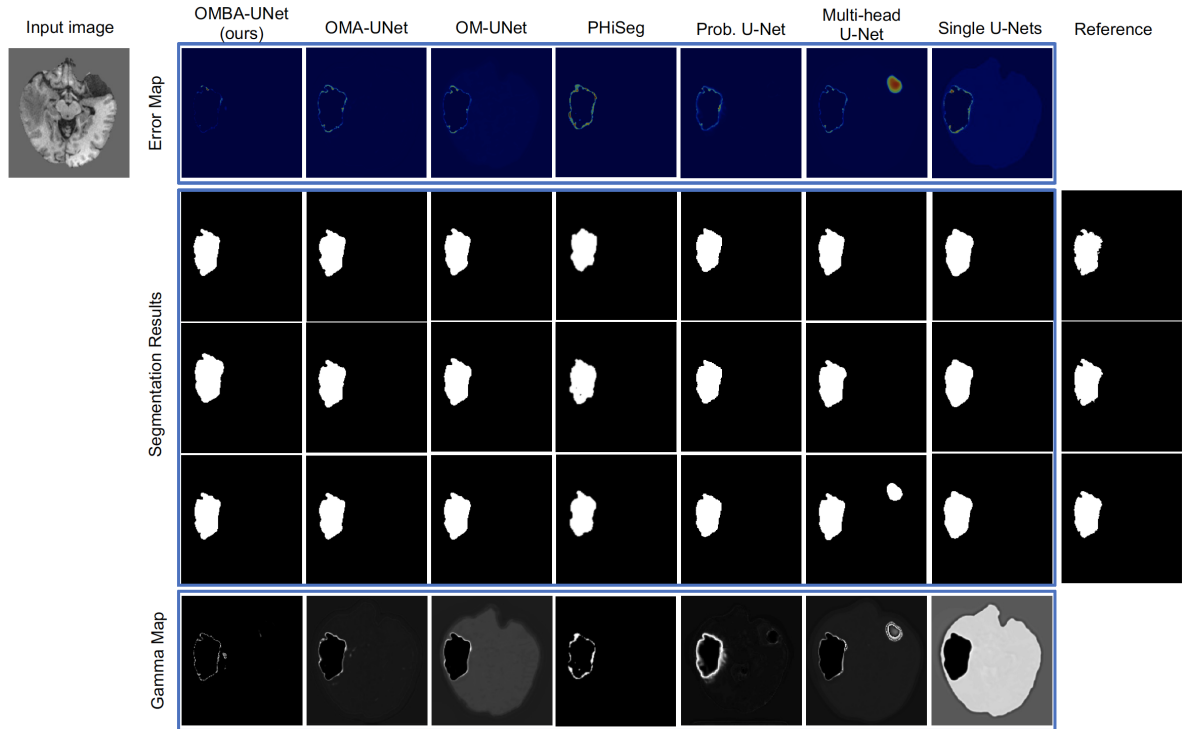 Input image
OMBA-UNet
(ours)
OMA-UNet
OM-UNet
PHiSeg
Prob. U-Net
Multi-head
U-Net
Single U-Nets
Reference
Error Map
Segmentation Results
Gamma Map